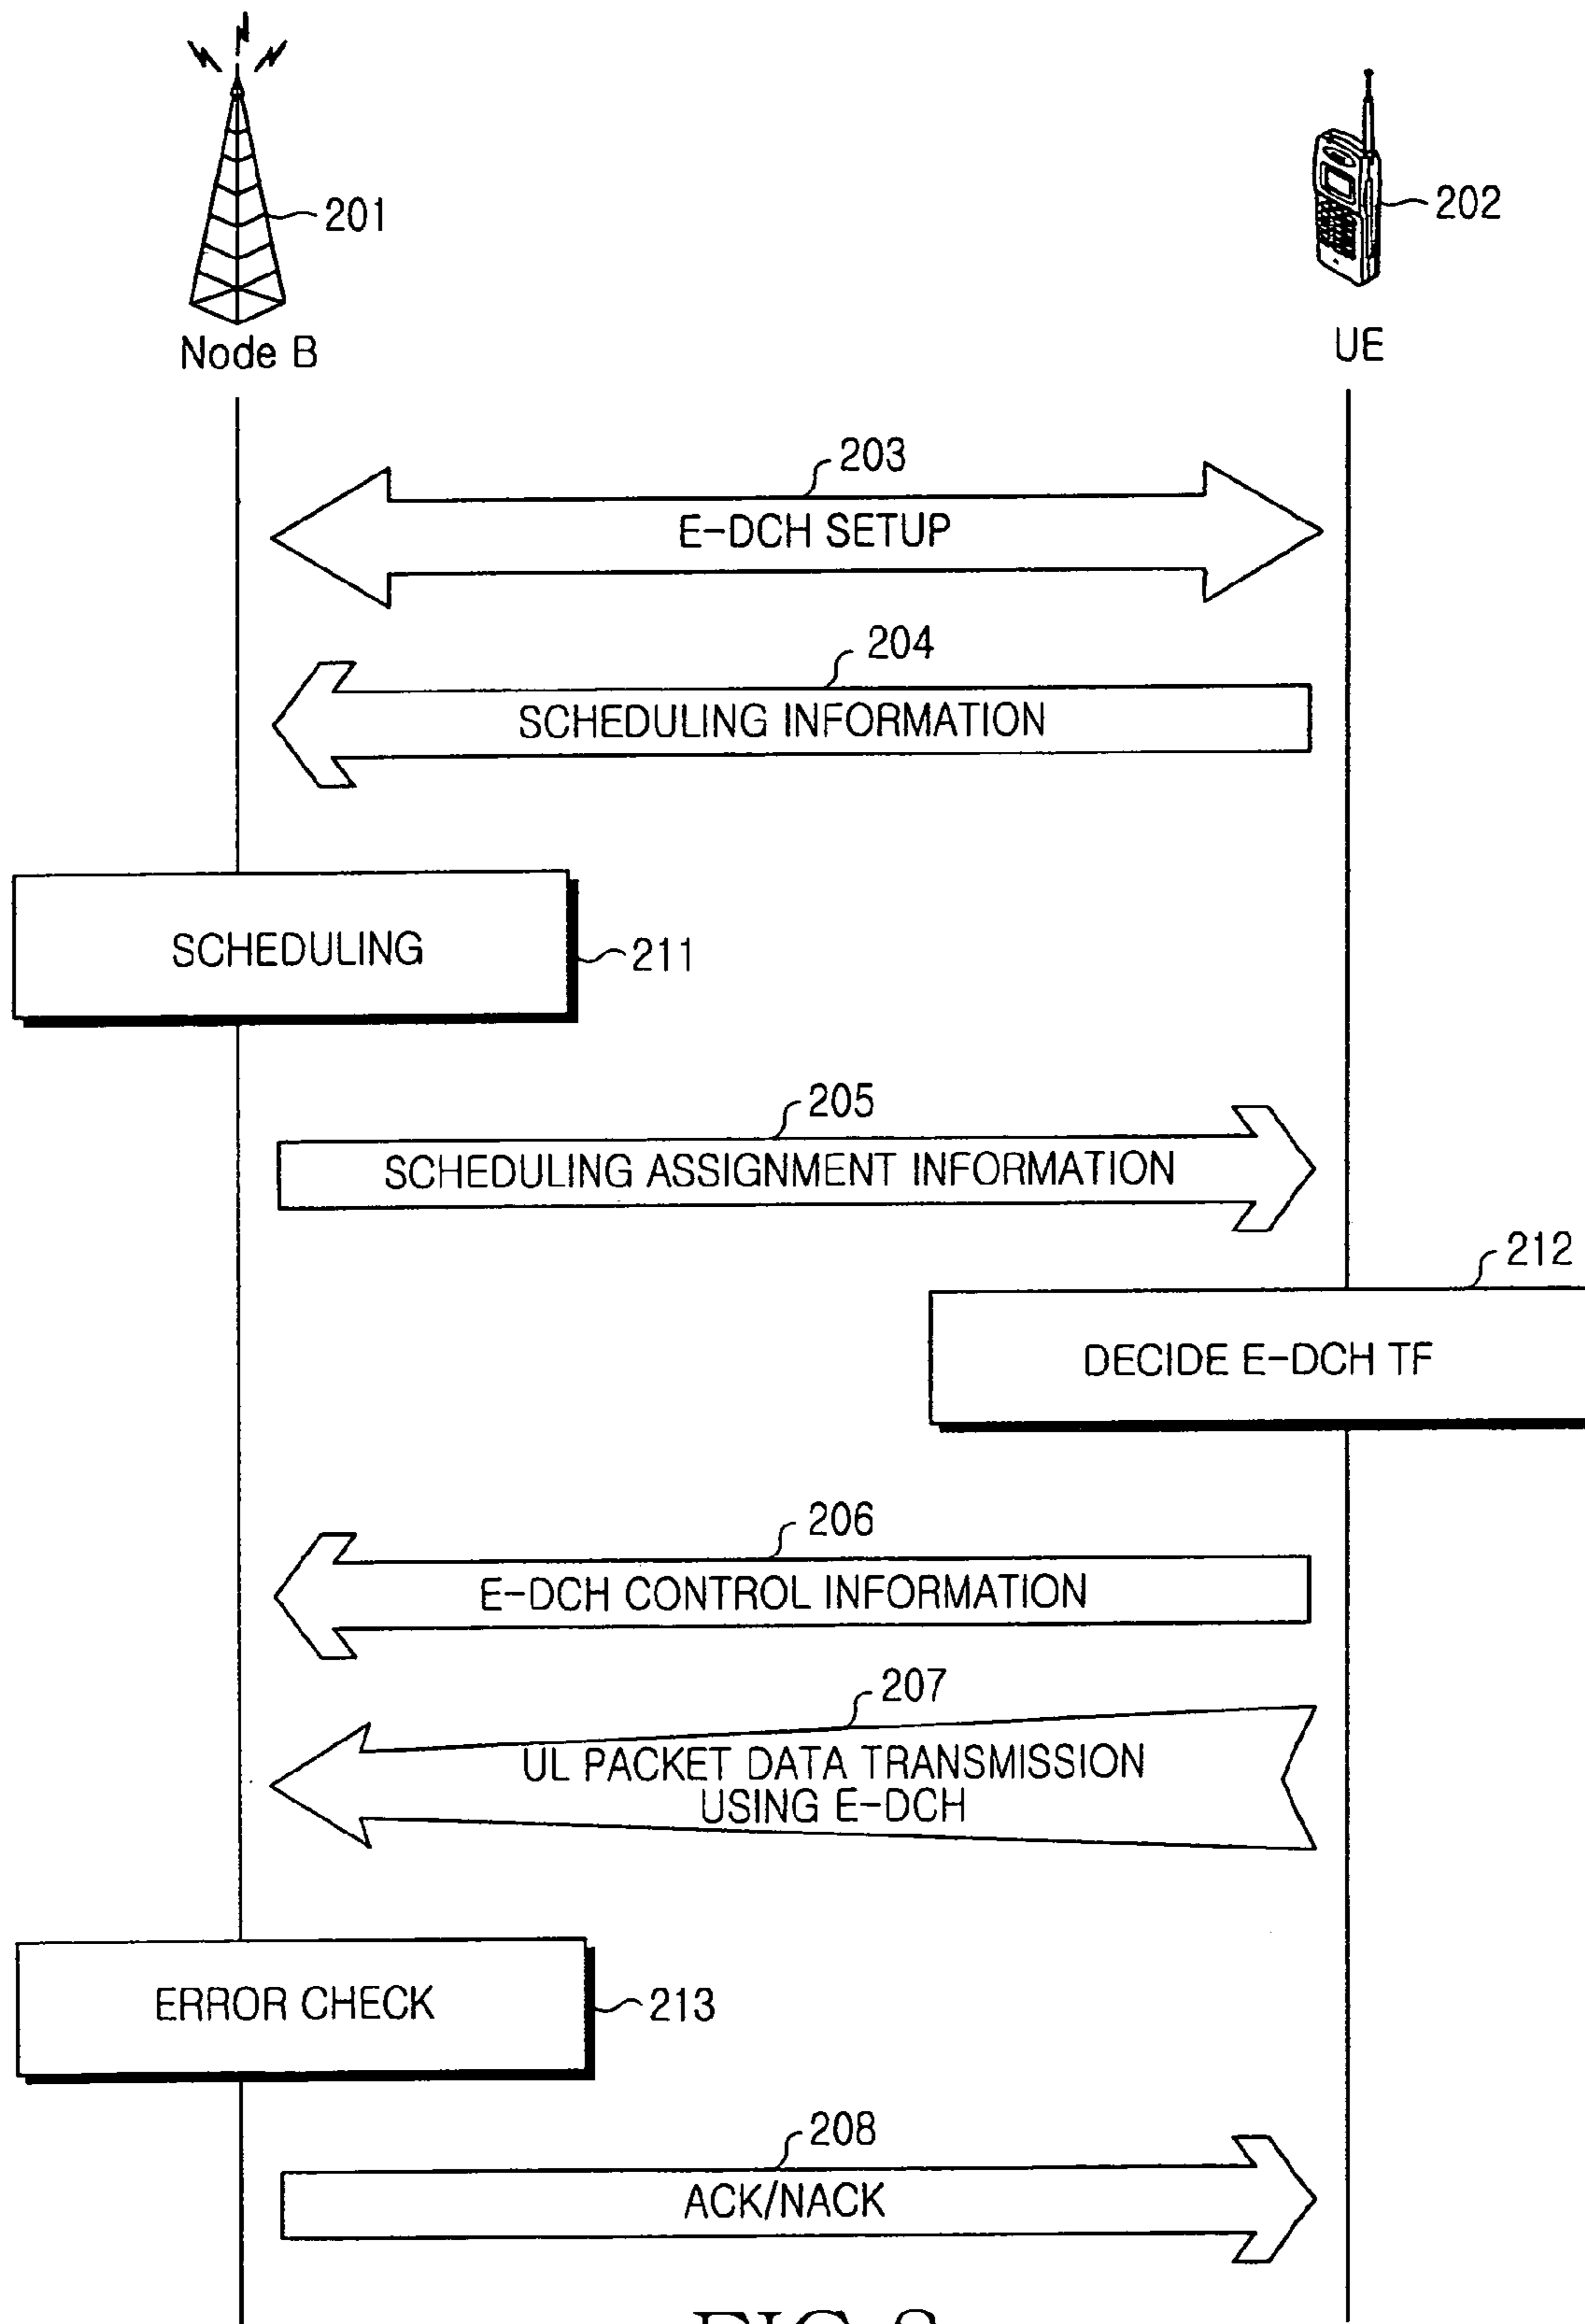 201
202
Node B
UE
203
E-DCH SETUP
204
SCHEDULING INFORMATION
SCHEDULING
211
205
SCHEDULING ASSIGNMENT INFORMATION
212
DECIDE E-DCH TF
206
E-DCH CONTROL INFORMATION
207
UL PACKET DATA TRANSMISSION
USING E-DCH
ERROR CHECK
213
208
ACK/NACK